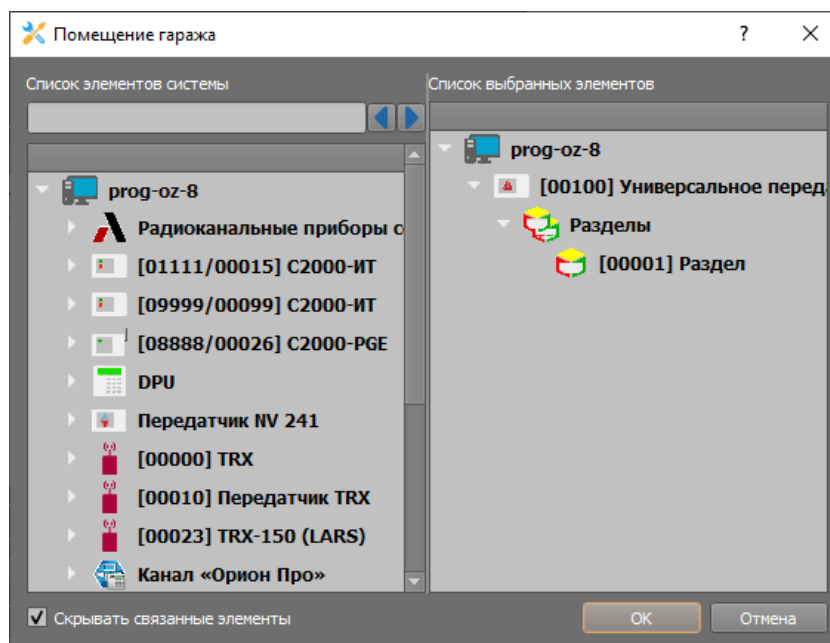 Помещение гаража
Список элементов системы
prog-oz-8
Радиоканальные приборы с
[01111/00015] С2000-ИТ
[09999/00099] С2000-ИТ
[08888/00026] С2000-PGE
DPU
Передатчик NV 241
[00000] TRX
[00010] Передатчик TRX
[00023] TRX-150 (LARS)
Канал «Орион Про»
Скрывать связанные элементы
Список выбранных элементов
prog-oz-8
[00100] Универсальное перед
Разделы
[00001] Раздел
ОК
Отмена